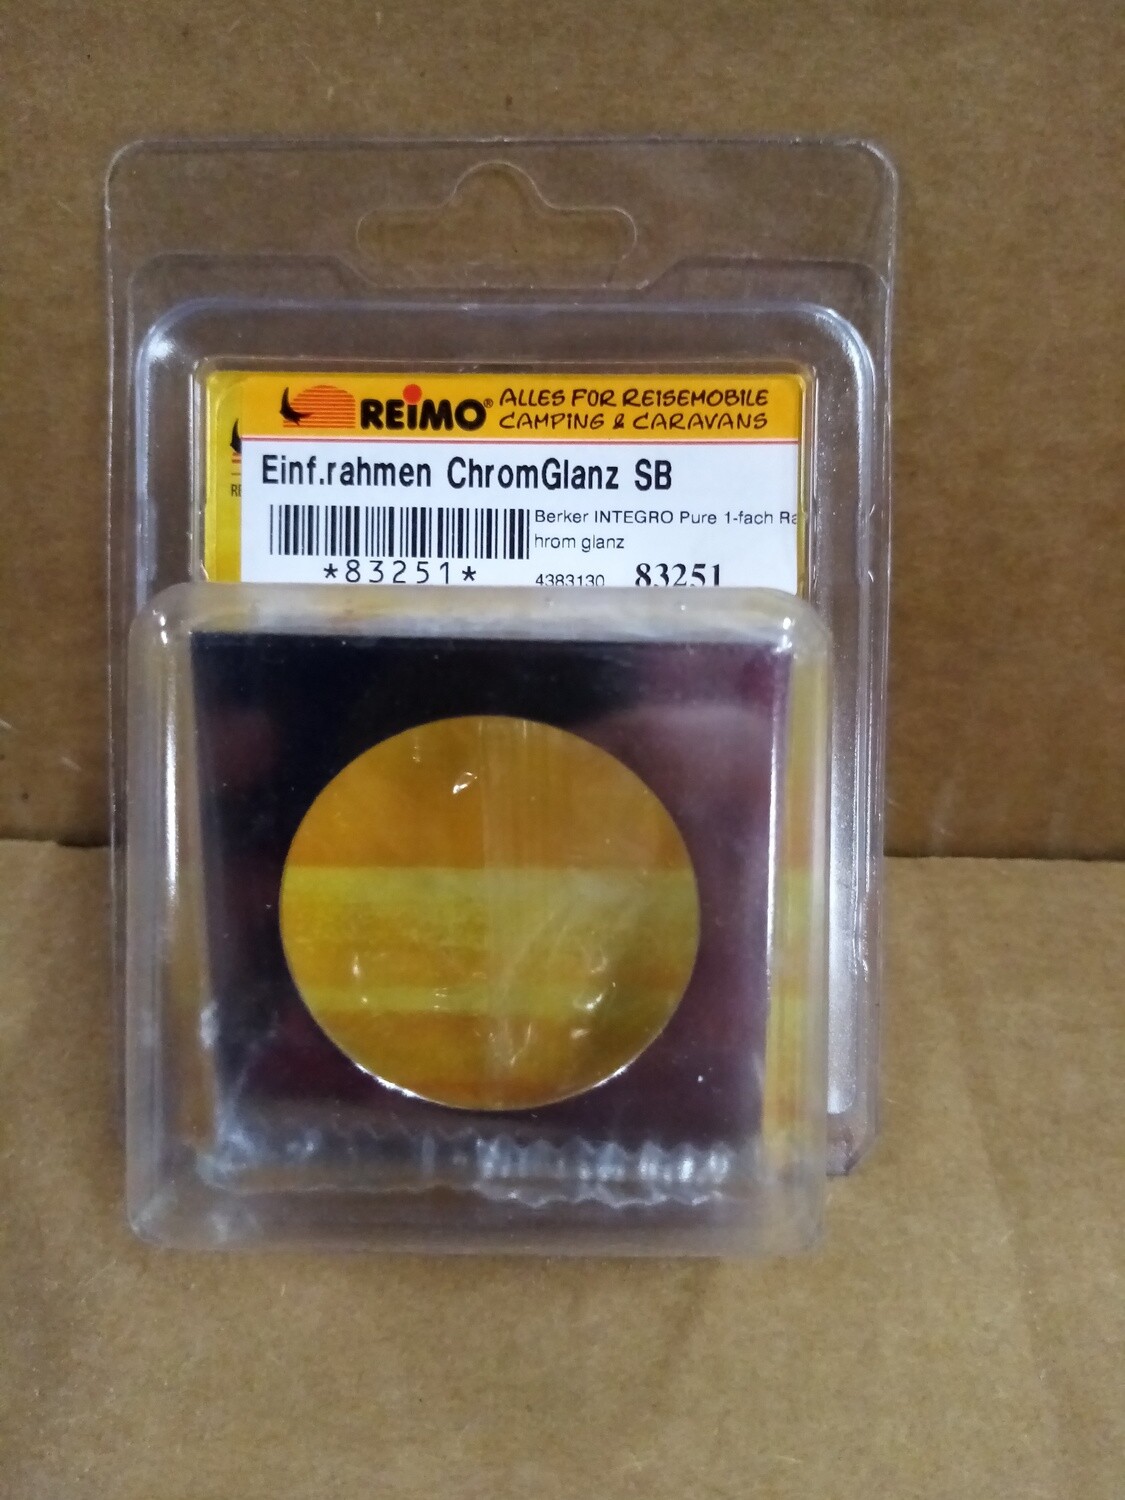 REIMO® ALLES FÜR REISEMOBILE
CAMPING & CARAVANS
Einf.rahmen ChromGlanz SB
Berker INTEGRO Pure 1-fach Ra
hrom glanz
*83251*
4383130 83251
RE